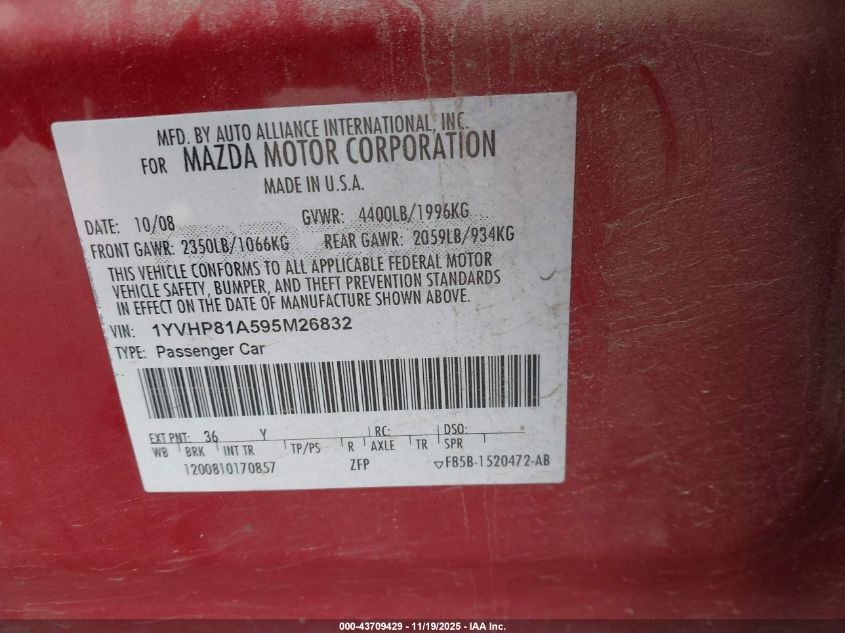 MFD. BY AUTO ALLIANCE INTERNATIONAL, INC.
FOR MAZDA MOTOR CORPORATION
MADE IN U.S.A.
DATE: 10/08 GVWR: 4400LB/1996KG
FRONT GAWR: 2350LB/1066KG REAR GAWR: 2059LB/934KG
THIS VEHICLE CONFORMS TO ALL APPLICABLE FEDERAL MOTOR
VEHICLE SAFETY, BUMPER, AND THEFT PREVENTION STANDARDS
IN EFFECT ON THE DATE OF MANUFACTURE SHOWN ABOVE.
VIN: 1YVHP81A595M26832
TYPE: Passenger Car
EXT PNT: 36 Y RC: DSO:
WB BRK INT TR TP/PS R AXLE TR SPR
1200810170857 ZFP F85B-1520472-AB
000-43709429 - 11/19/2025 - IAA Inc.